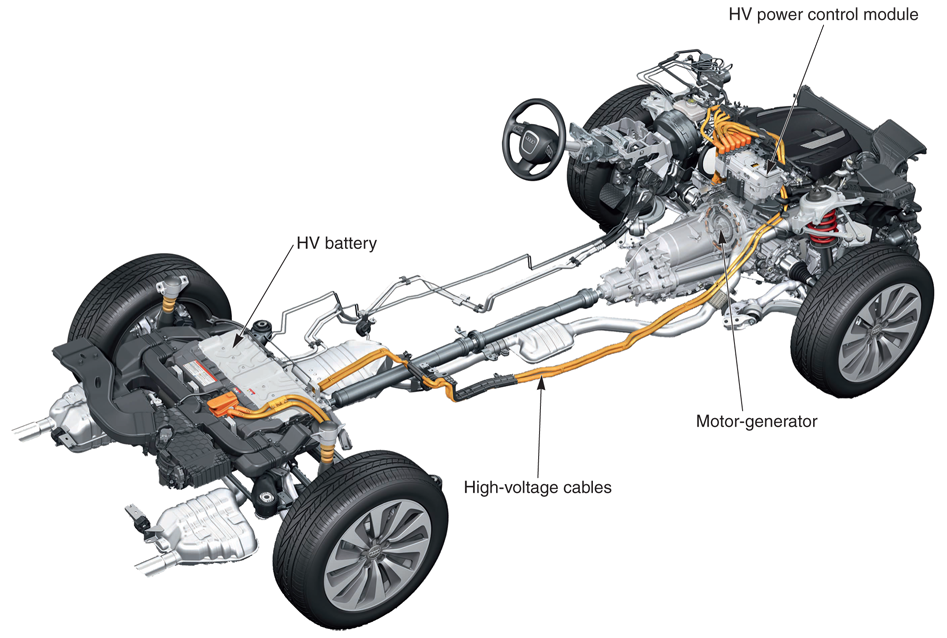 HV power control module
HV battery
Motor-generator
High-voltage cables